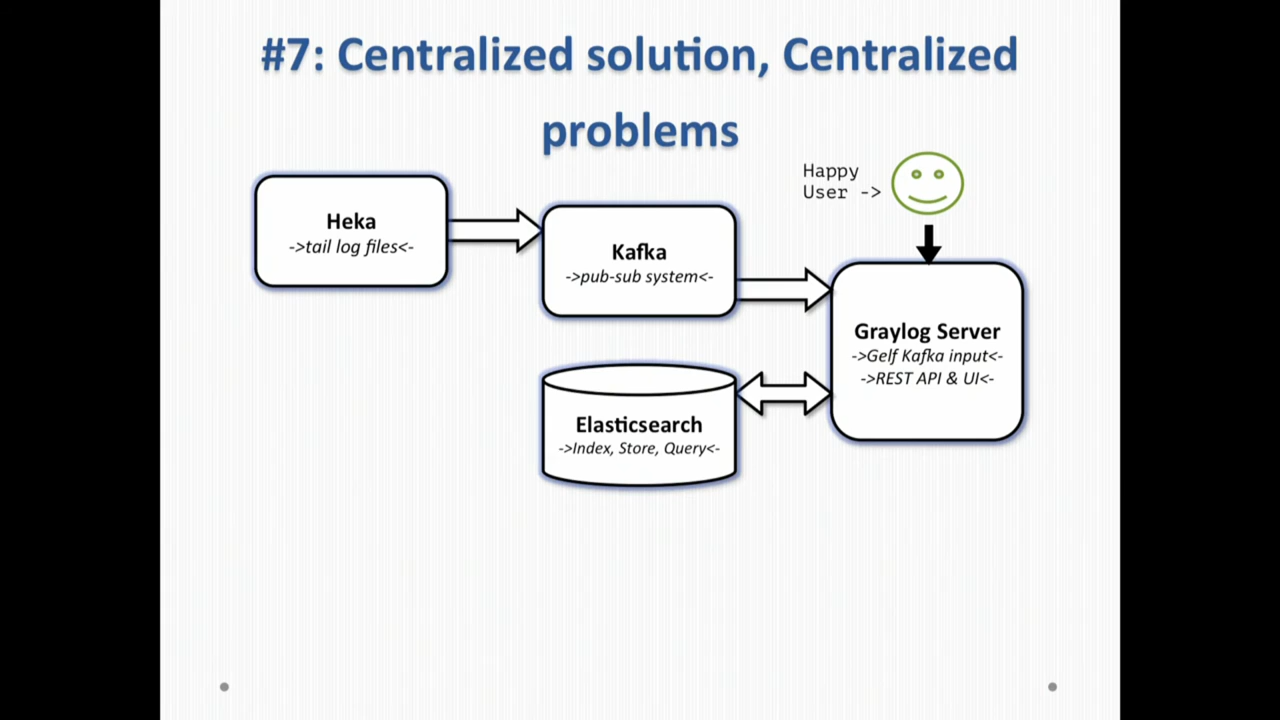 #7: Centralized solution, Centralized
problems
Happy
User ->
Heka
->tail log files<-
Kafka
->pub-sub system<-
Graylog Server
->Gelf Kafka input<-
->REST API & UI<-
Elasticsearch
->Index, Store, Query<-